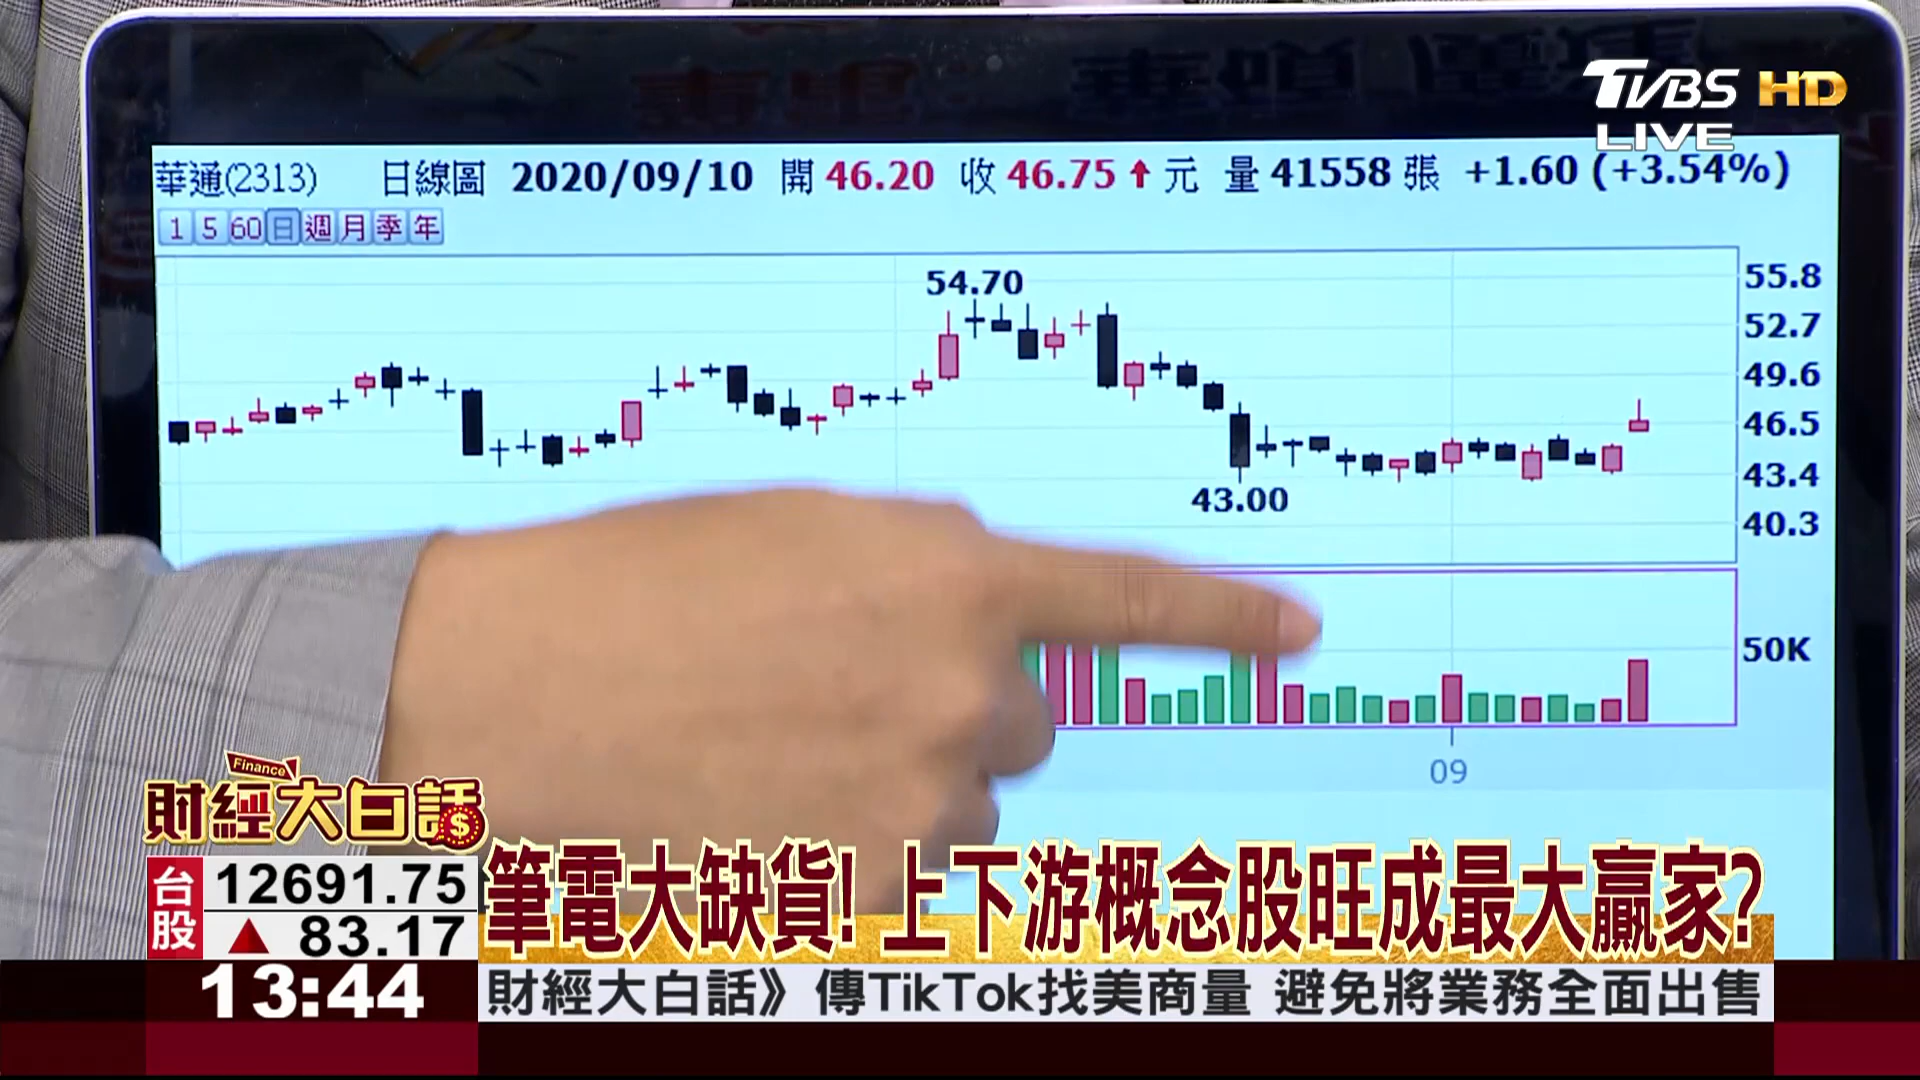 TVBS HD
LIVE
華通(2313) 日線圖 2020/09/10 開 46.20 收 46.75↑元 量 41558 張 +1.60 (+3.54%)
1 5 60 日 週 月 季 年
54.70
43.00
55.8
52.7
49.6
46.5
43.4
40.3
50K
09
Finance
財經大白話
$
台股 12691.75
▲ 83.17
13:44
筆電大缺貨! 上下游概念股旺成最大贏家?
財經大白話》傳TikTok找美商量 避免將業務全面出售